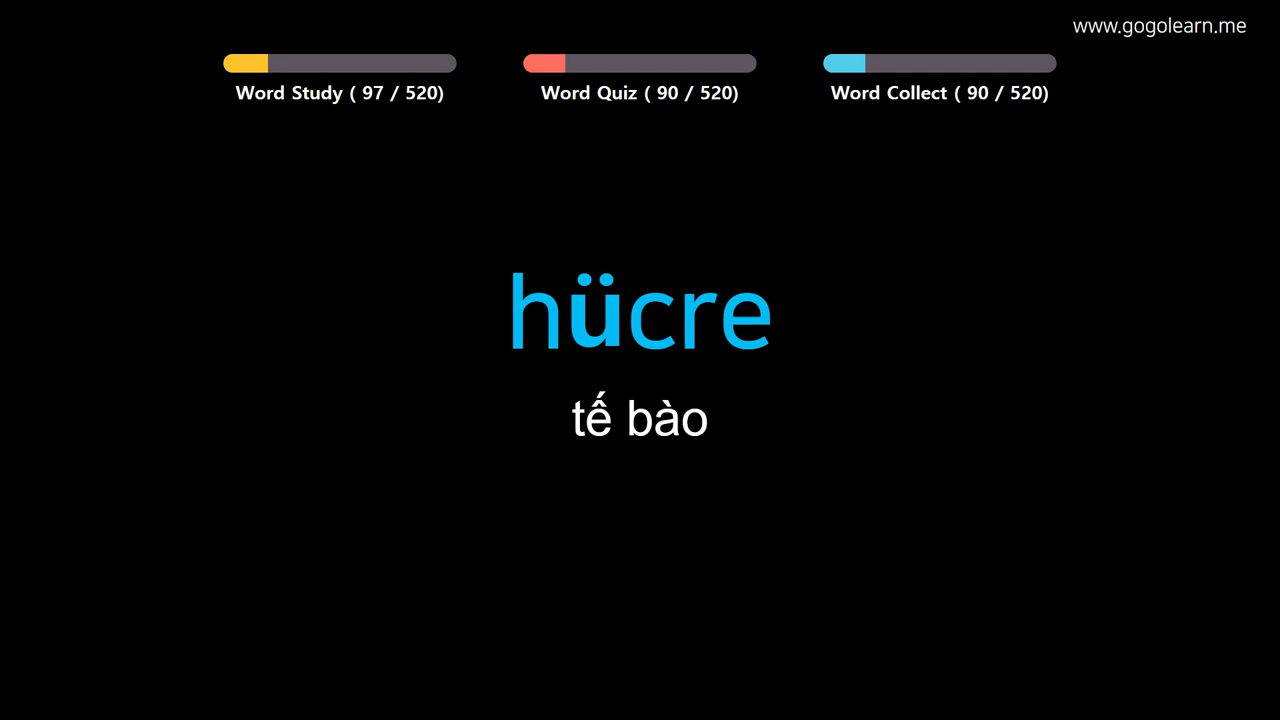 www.gogolearn.me
Word Study ( 97 / 520)
Word Quiz ( 90 / 520)
Word Collect ( 90 / 520)
hücre
tế bào